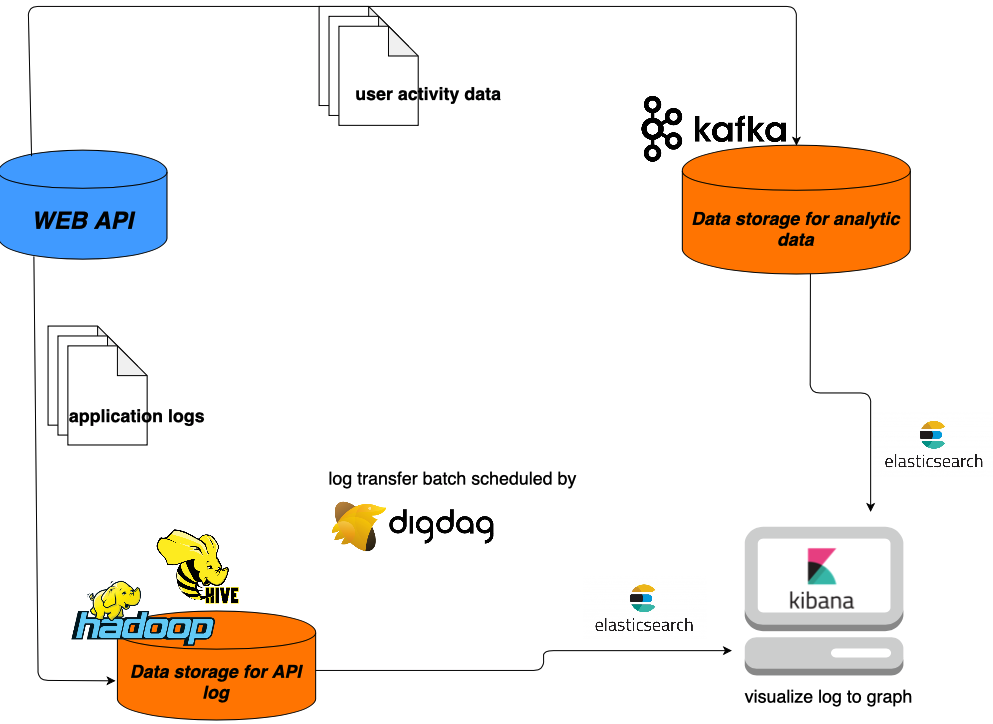 user activity data
kafka
WEB API
Data storage for analytic
data
application logs
elasticsearch
log transfer batch scheduled by
digdag
HIVE
hadoop
elasticsearch
kibana
Data storage for API
log
visualize log to graph